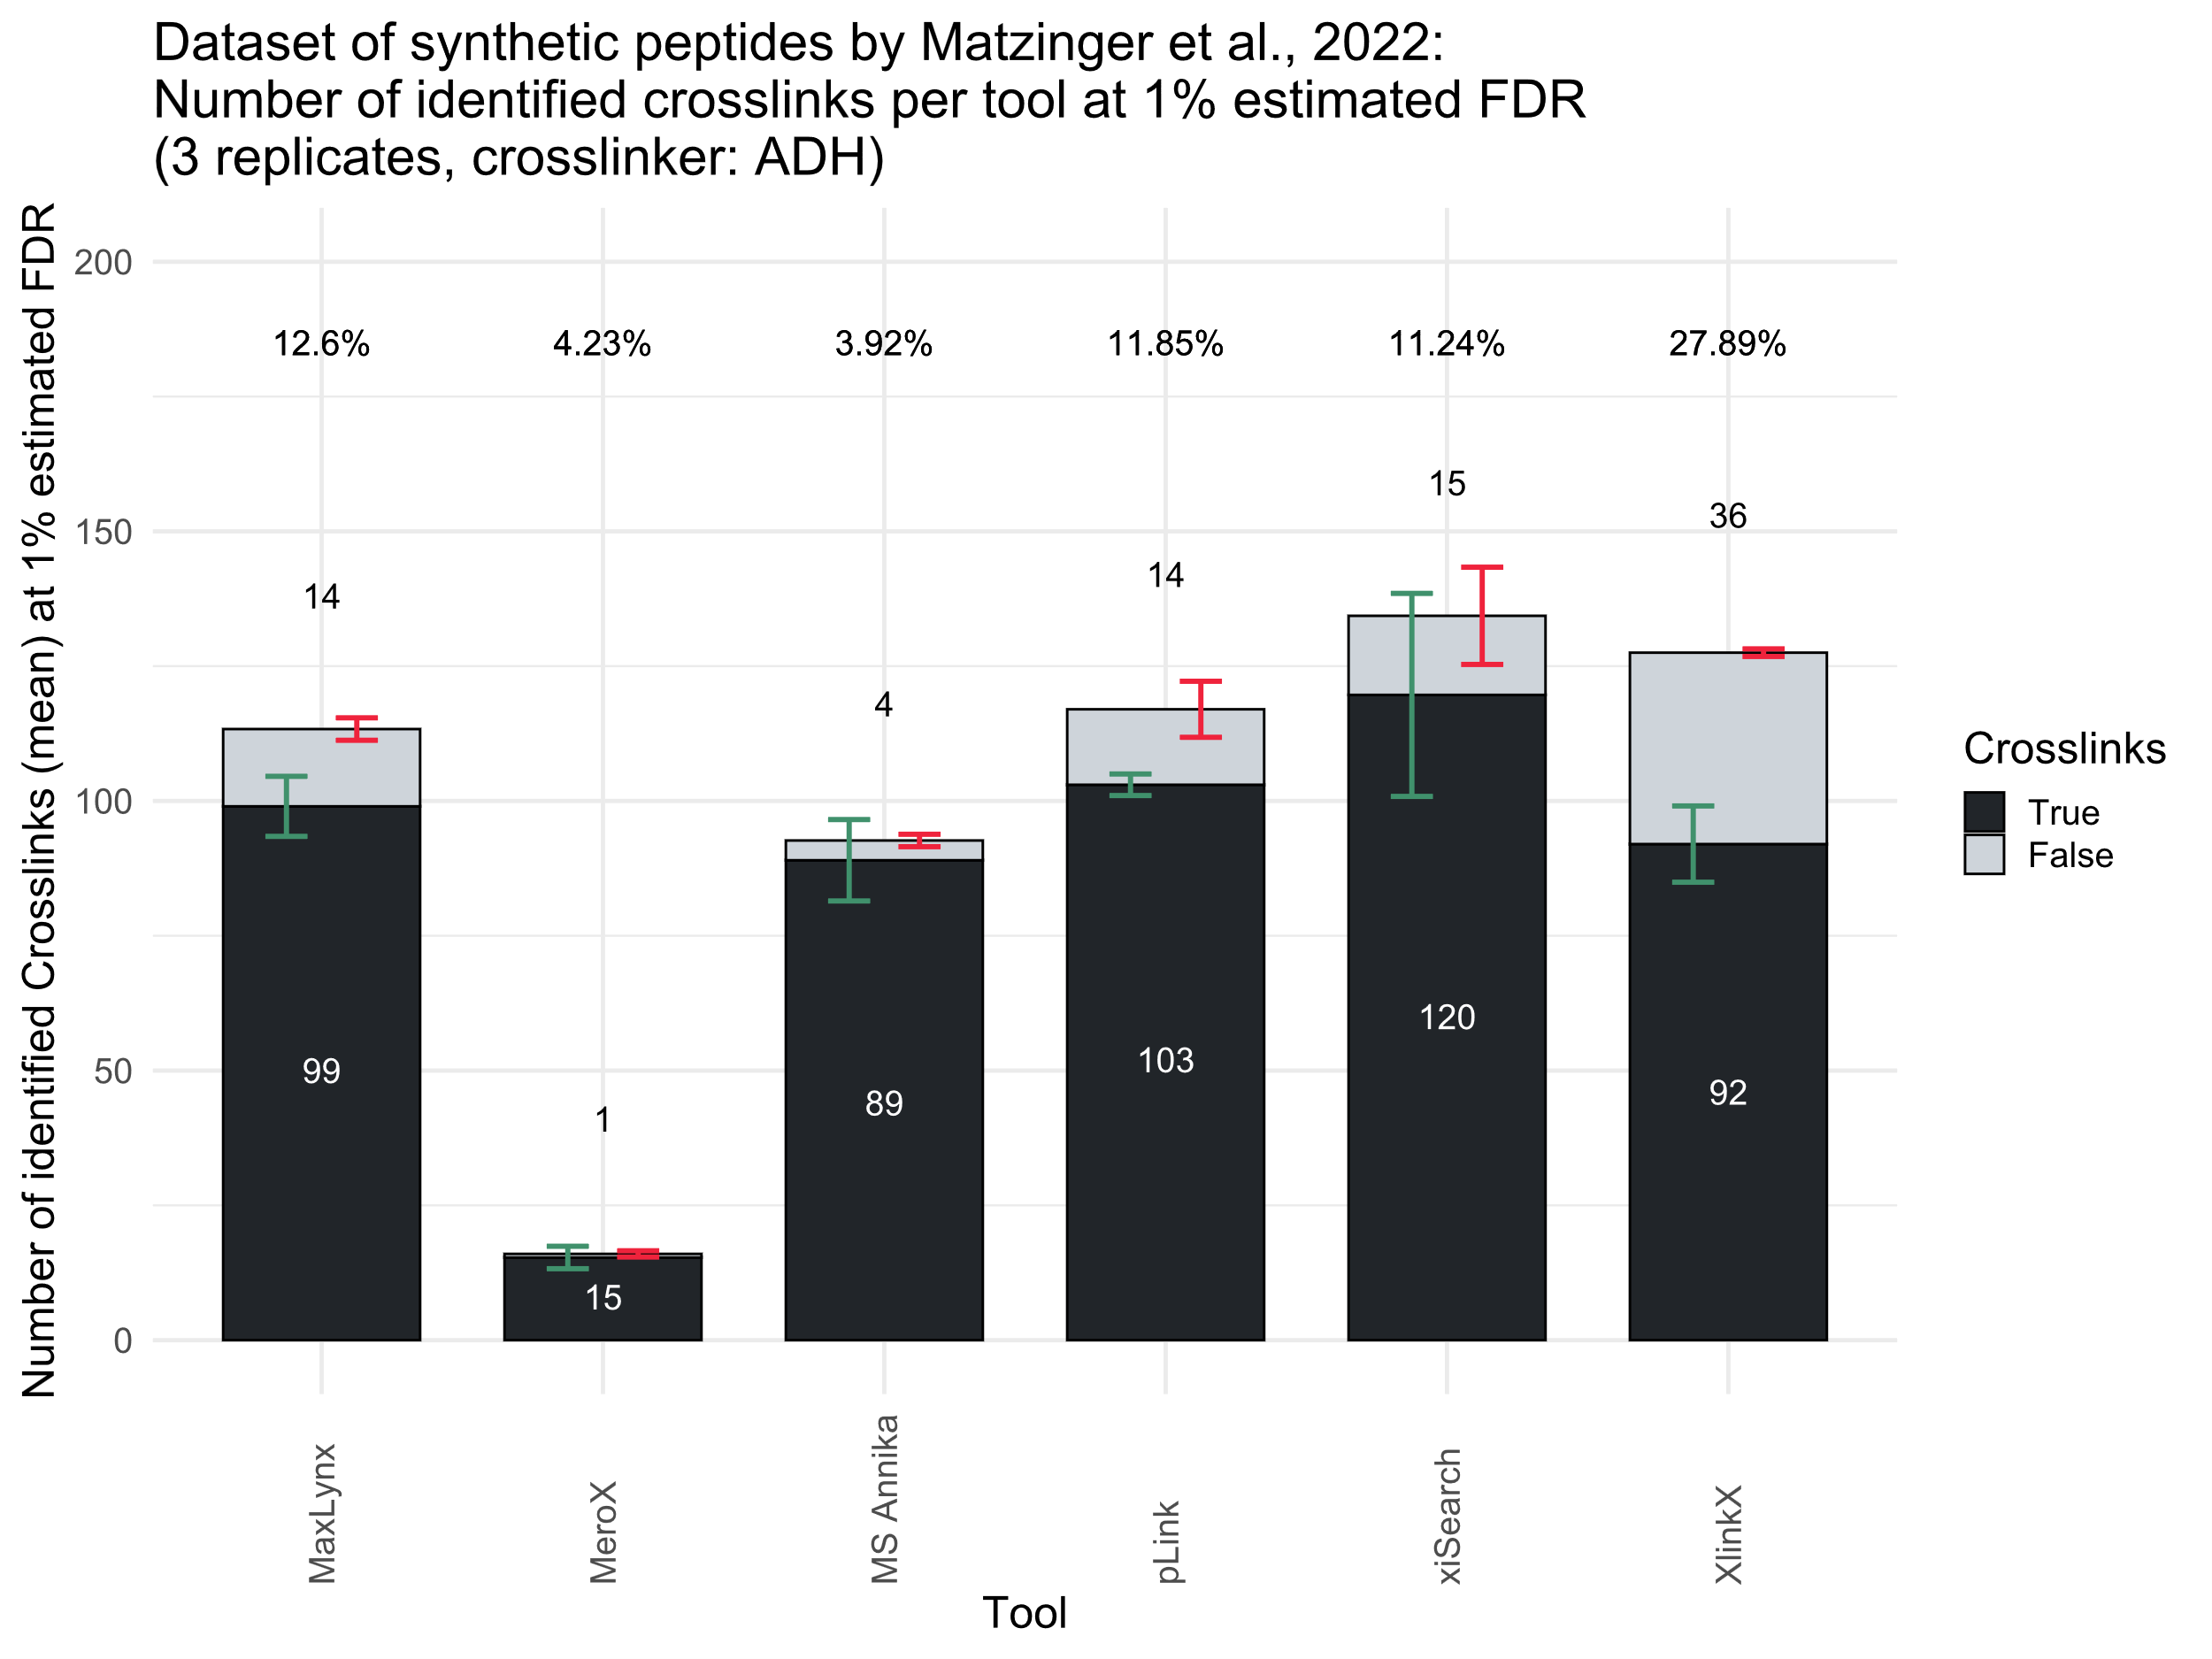 Dataset of synthetic peptides by Matzinger et al., 2022:
Number of identified crosslinks per tool at 1% estimated FDR
(3 replicates, crosslinker: ADH)
Number of identified Crosslinks (mean) at 1% estimated FDR
200
150
100
50
0
12.6%
4.23%
3.92%
11.85%
11.24%
27.89%
14
1
4
14
15
36
99
15
89
103
120
92
MaxLynx
MeroX
MS Annika
pLink
xiSearch
XlinkX
Tool
Crosslinks
True
False